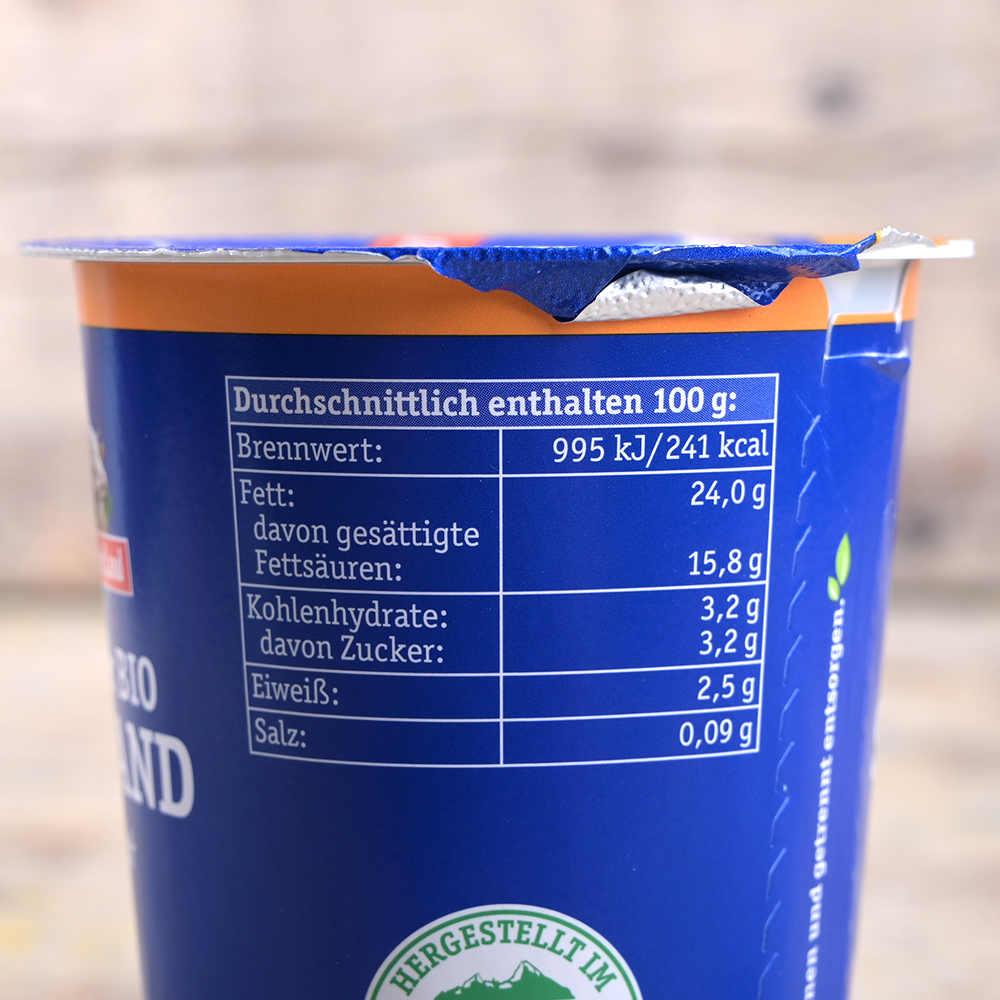 Durchschnittlich enthalten 100 g:
Brennwert: 995 kJ/241 kcal
Fett: 24,0 g
davon gesättigte
Fettsäuren: 15,8 g
Kohlenhydrate: 3,2 g
davon Zucker: 3,2 g
Eiweiß: 2,5 g
Salz: 0,09 g
BIO
HERGESTELLT IM
und getrennt entsorgen.